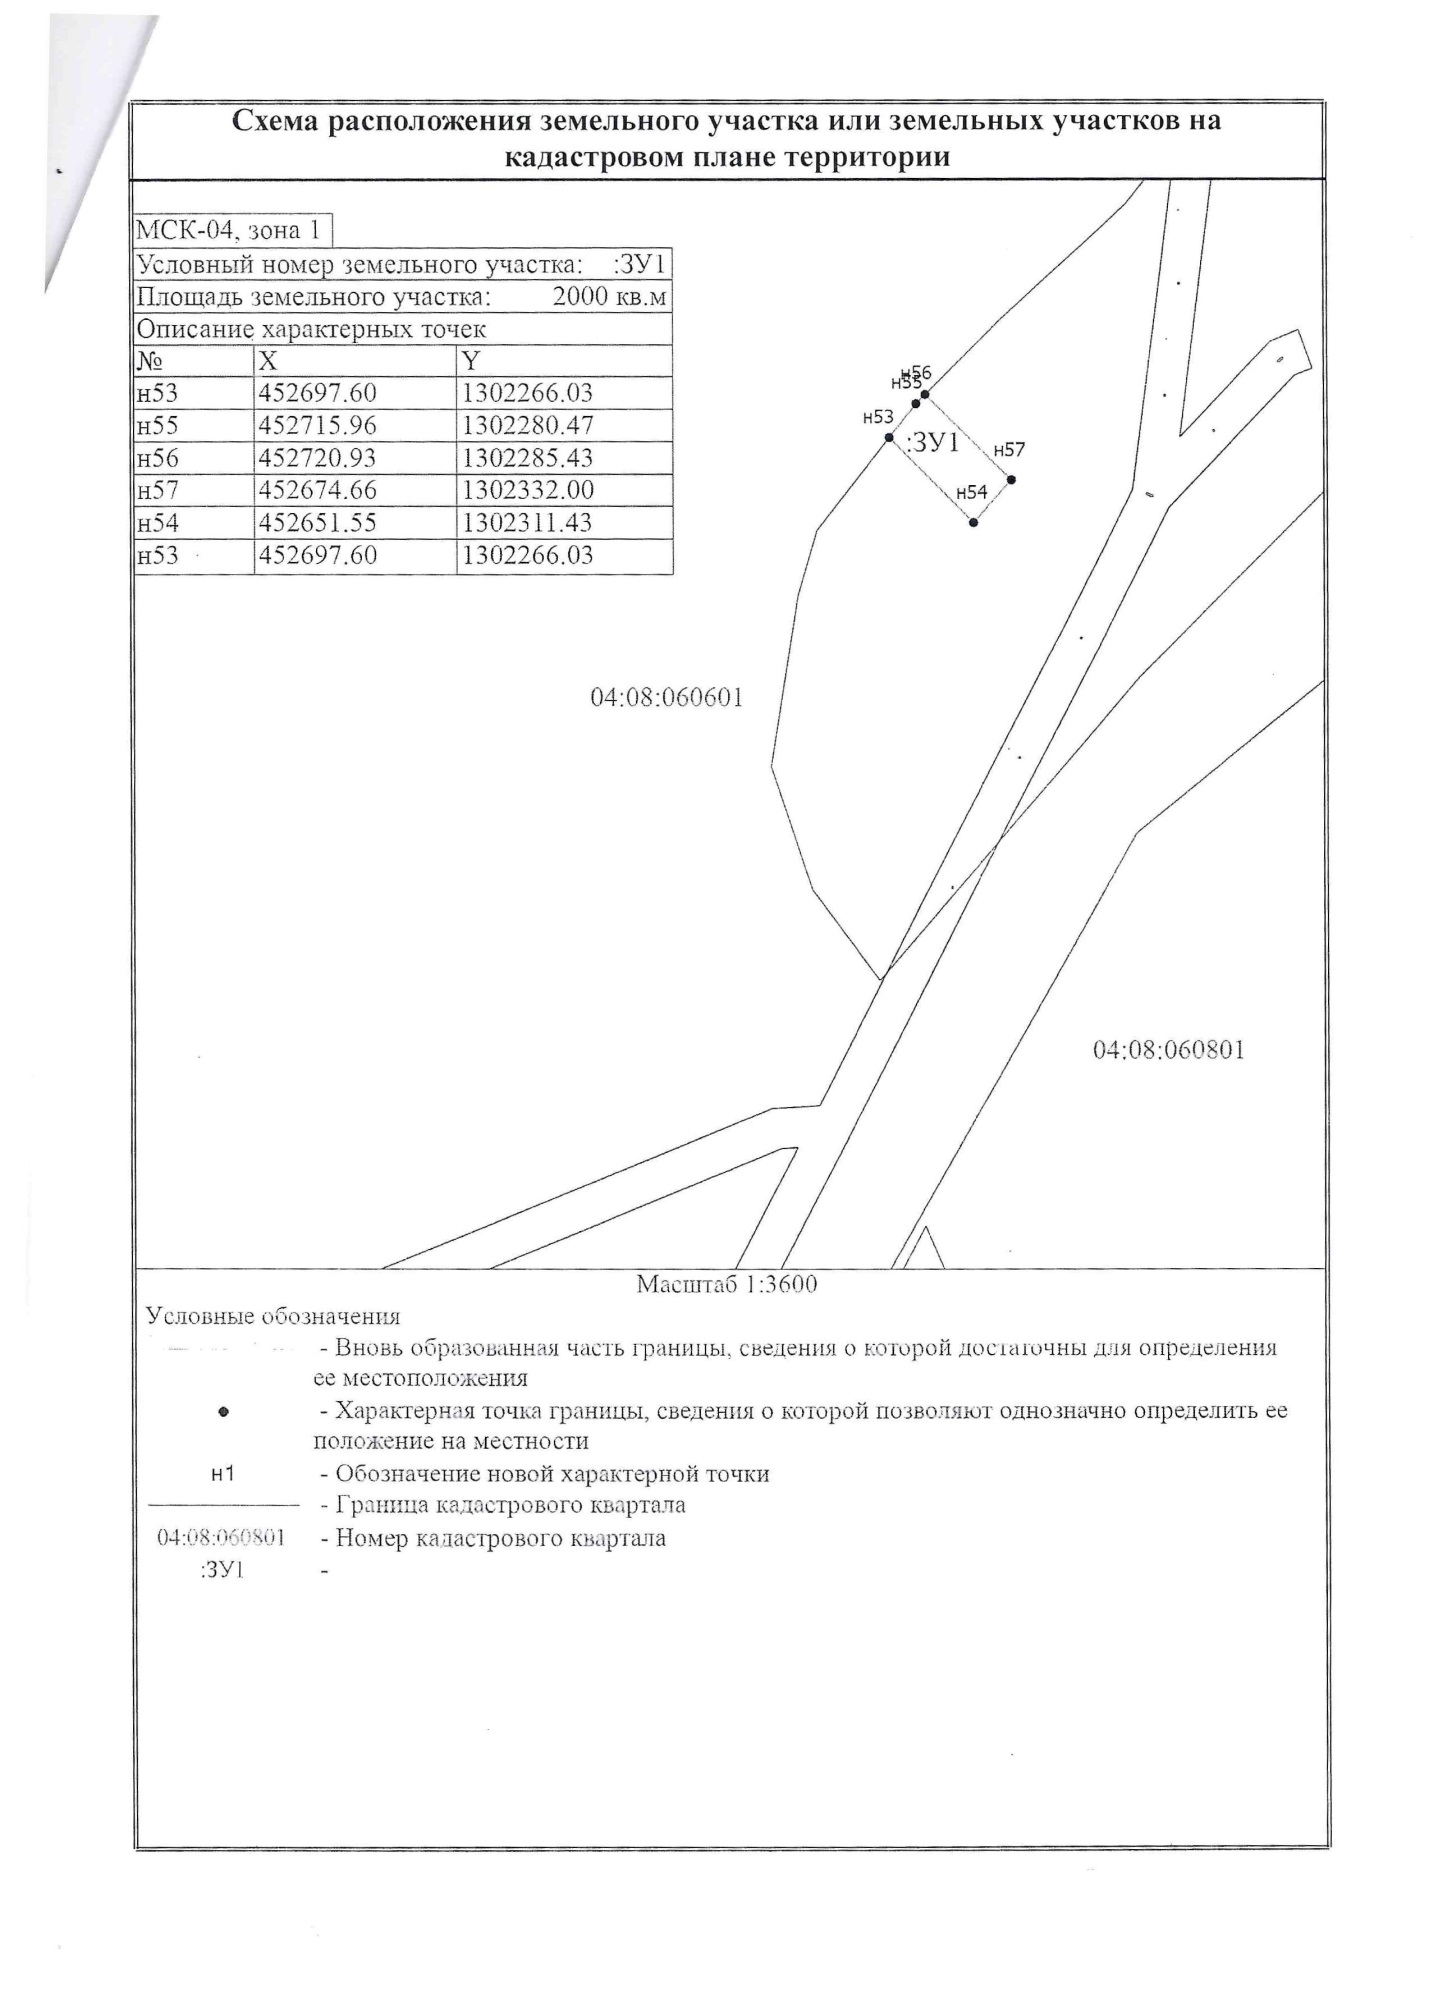 Схема расположения земельного участка или земельных участков на
кадастровом плане территории
МСК-04, зона 1
Условный номер земельного участка: :ЗУ1
Площадь земельного участка: 2000 кв.м
Описание характерных точек
№ X Y
н53 452697.60 1302266.03
н55 452715.96 1302280.47
н56 452720.93 1302285.43
н57 452674.66 1302332.00
н54 452651.55 1302311.43
н53 452697.60 1302266.03
н56
н55
н53
:ЗУ1
н57
н54
04:08:060601
04:08:060801
Масштаб 1:3600
Условные обозначения
- Вновь образованная часть границы, сведения о которой достаточны для определения
ее местоположения
- Характерная точка границы, сведения о которой позволяют однозначно определить ее
положение на местности
н1 - Обозначение новой характерной точки
- Граница кадастрового квартала
04:08:060801 - Номер кадастрового квартала
:ЗУ1 -